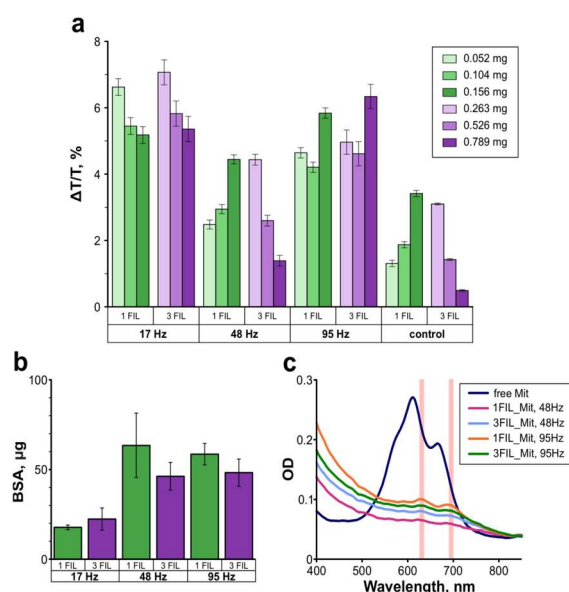 a
8
6
4
2
0
ΔT/T, %
0.052 mg
0.104 mg
0.156 mg
0.263 mg
0.526 mg
0.789 mg
1 FIL 3 FIL 1 FIL 3 FIL 1 FIL 3 FIL 1 FIL 3 FIL
17 Hz 48 Hz 95 Hz control
b
100
50
0
BSA, µg
1 FIL 3 FIL 1 FIL 3 FIL 1 FIL 3 FIL
17 Hz 48 Hz 95 Hz
c
0.3
0.2
0.1
0
OD
free Mit
1FIL_Mit, 48Hz
3FIL_Mit, 48Hz
1FIL_Mit, 95Hz
3FIL_Mit, 95Hz
400 500 600 700 800
Wavelength, nm